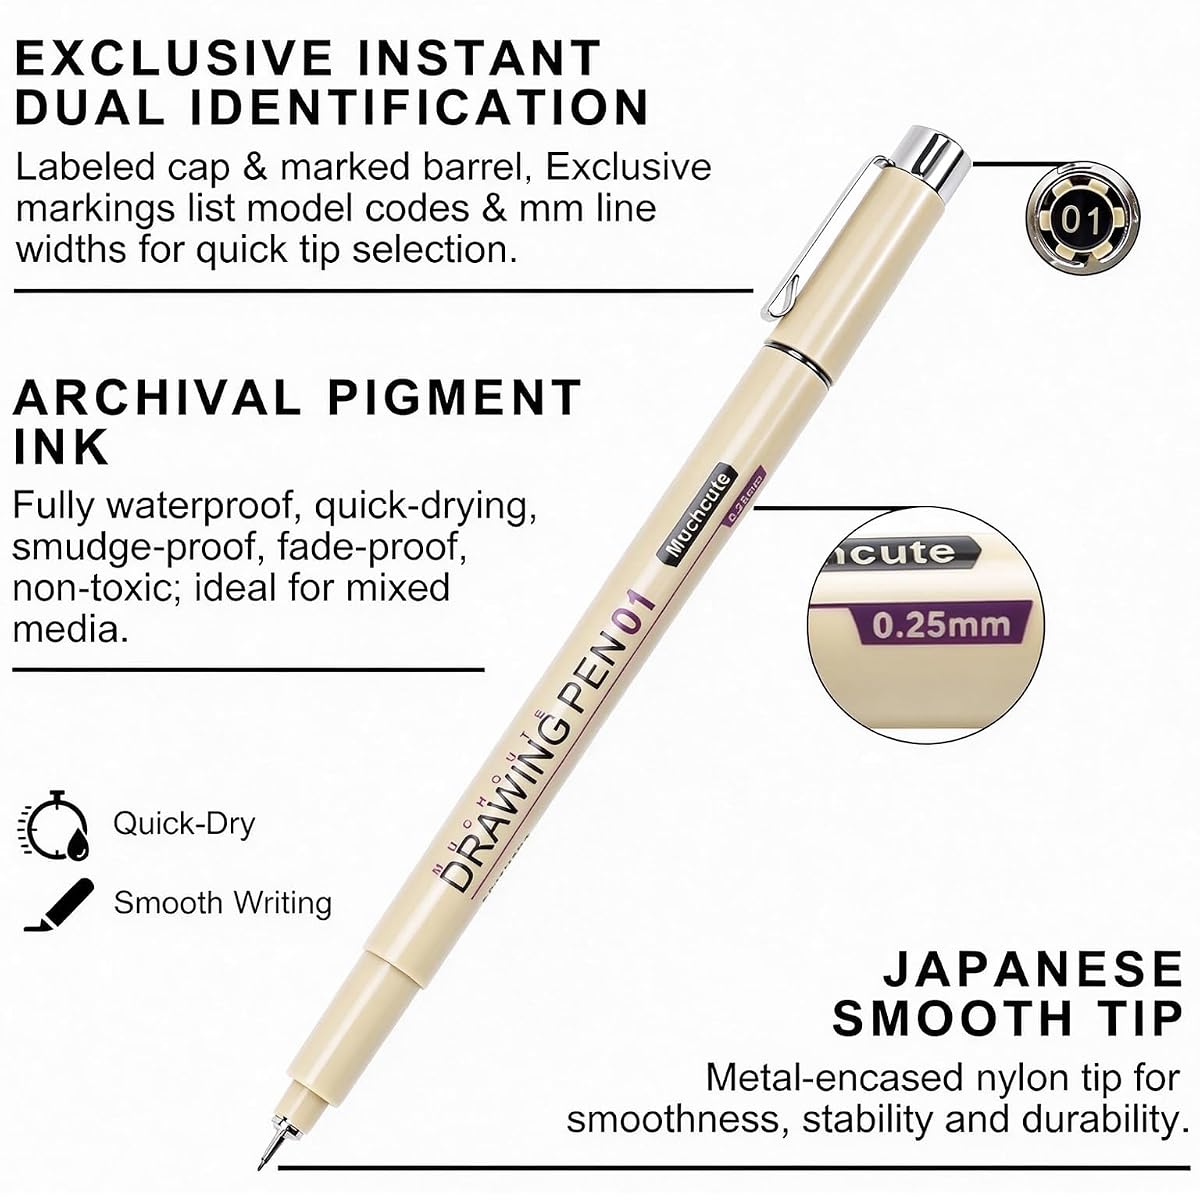 EXCLUSIVE INSTANT
DUAL IDENTIFICATION
Labeled cap & marked barrel, Exclusive
markings list model codes & mm line
widths for quick tip selection.
01
ARCHIVAL PIGMENT
INK
Fully waterproof, quick-drying,
smudge-proof, fade-proof,
non-toxic; ideal for mixed
media.
Muchcute
0.25mm
MUCHCUTE
DRAWING PEN 01
ncute
0.25mm
Quick-Dry
Smooth Writing
JAPANESE
SMOOTH TIP
Metal-encased nylon tip for
smoothness, stability and durability.